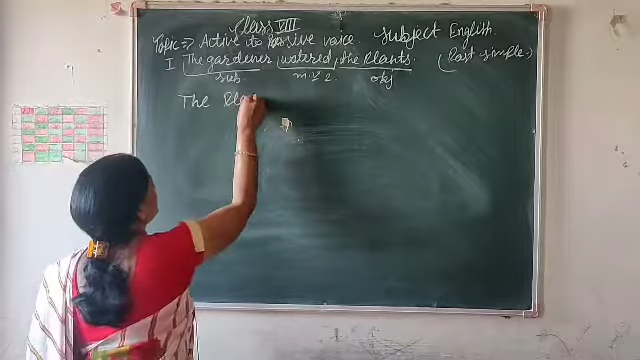 Class VIII
Topic => Active to Passive voice. Subject English.
I The gardener, watered, the Plants. (Past simple.)
sub. m.v 2. obj
The Pla